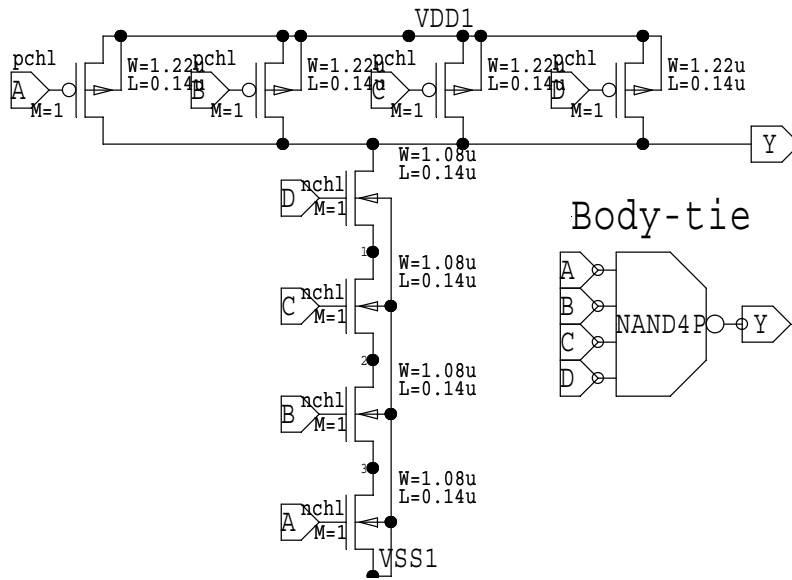 VDD1
pchl pchl pchl pchl
W=1.22u W=1.22u W=1.22u W=1.22u
A B C D
L=0.14u L=0.14u L=0.14u L=0.14u
M=1 M=1 M=1 M=1
Y
W=1.08u
L=0.14u
nchl
D
M=1
1
W=1.08u
L=0.14u
nchl
C
M=1
2
W=1.08u
L=0.14u
nchl
B
M=1
3
W=1.08u
L=0.14u
nchl
A
M=1
VSS1
Body-tie
A
B
NAND4P Y
C
D